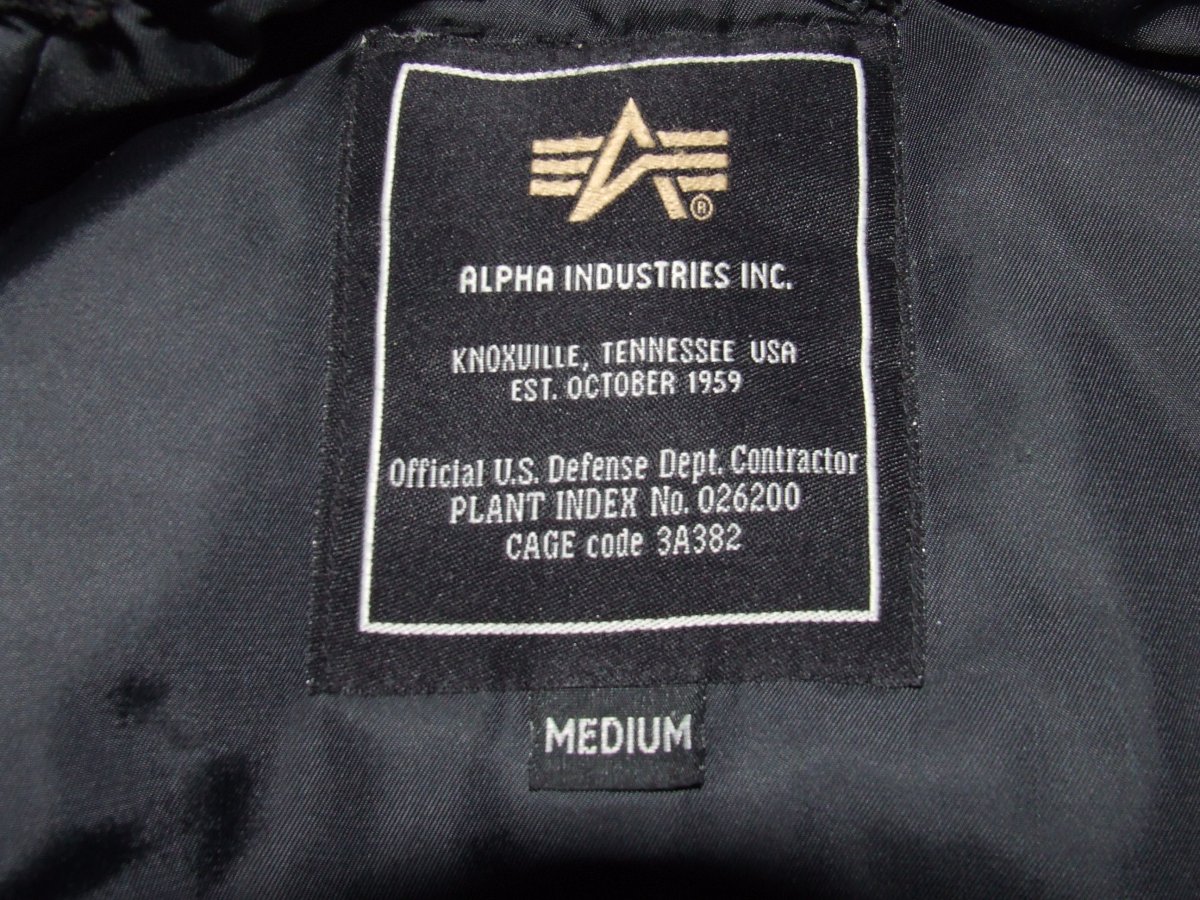 ®
ALPHA INDUSTRIES INC.
KNOXUILLE, TENNESSEE USA
EST. OCTOBER 1959
Official U.S. Defense Dept. Contractor
PLANT INDEX No. 026200
CAGE code 3A382
MEDIUM